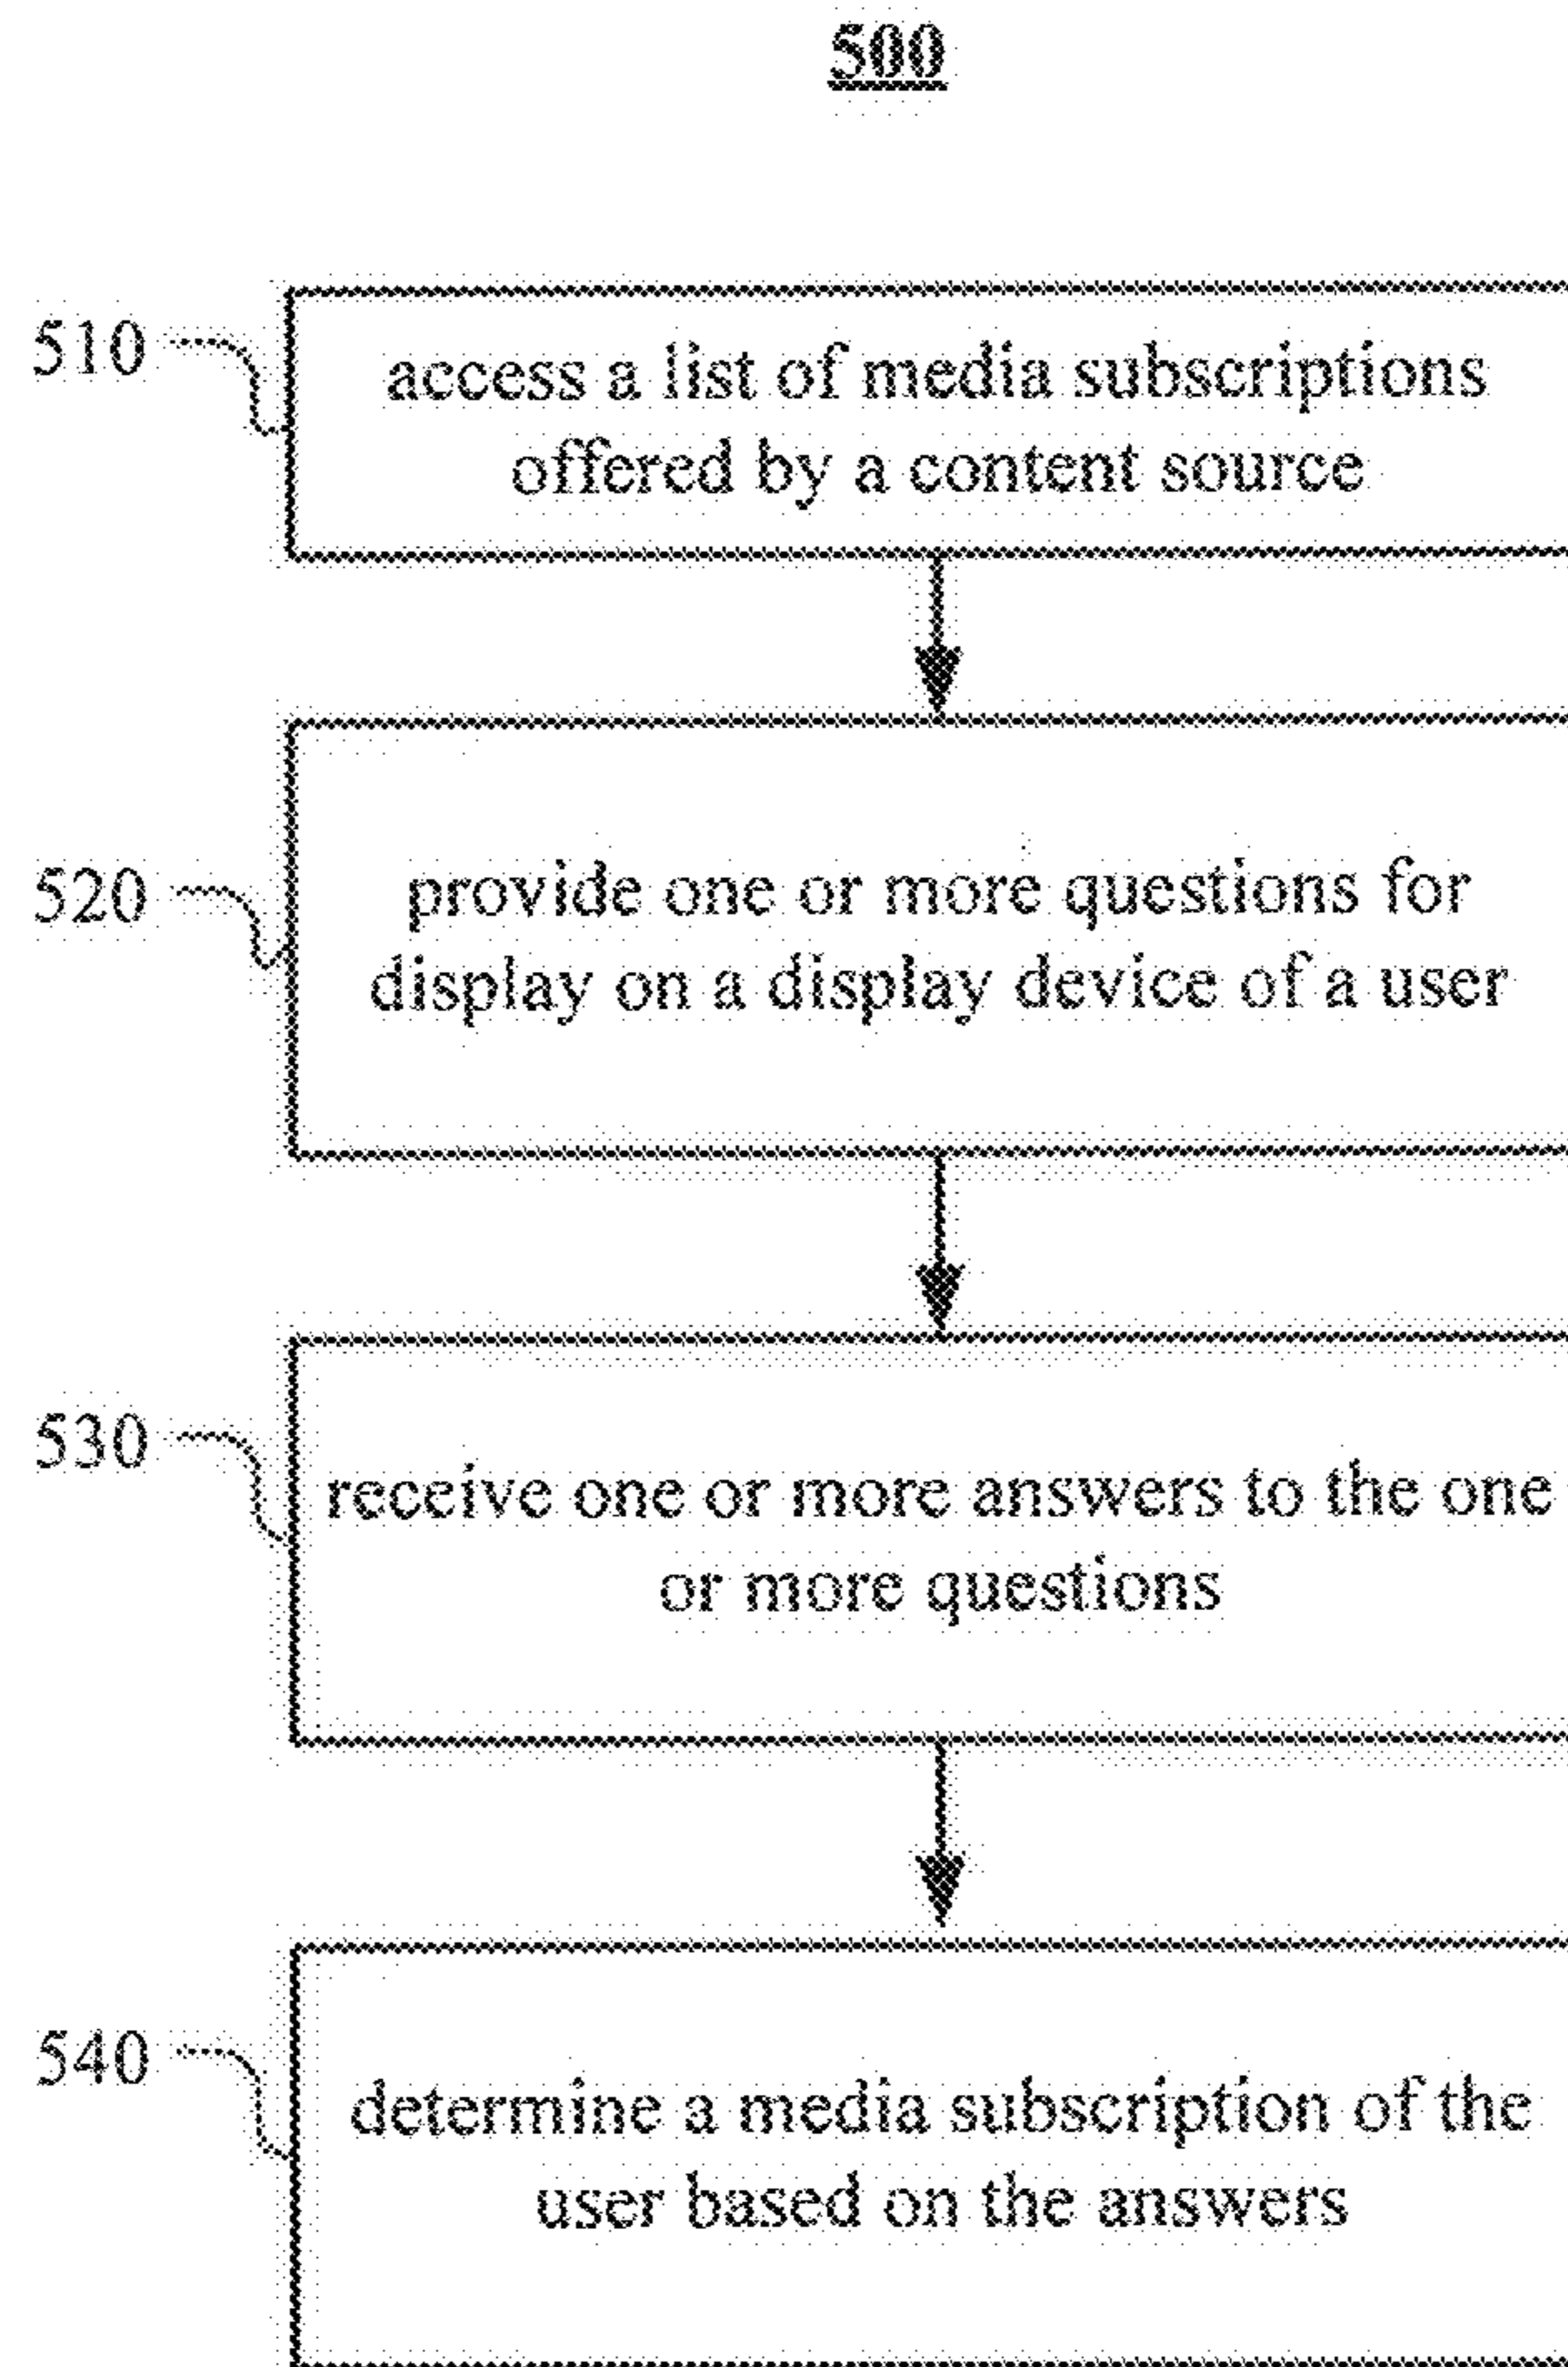 500
510
access a list of media subscriptions
offered by a content source
520
provide one or more questions for
display on a display device of a user
530
receive one or more answers to the one
or more questions
540
determine a media subscription of the
user based on the answers